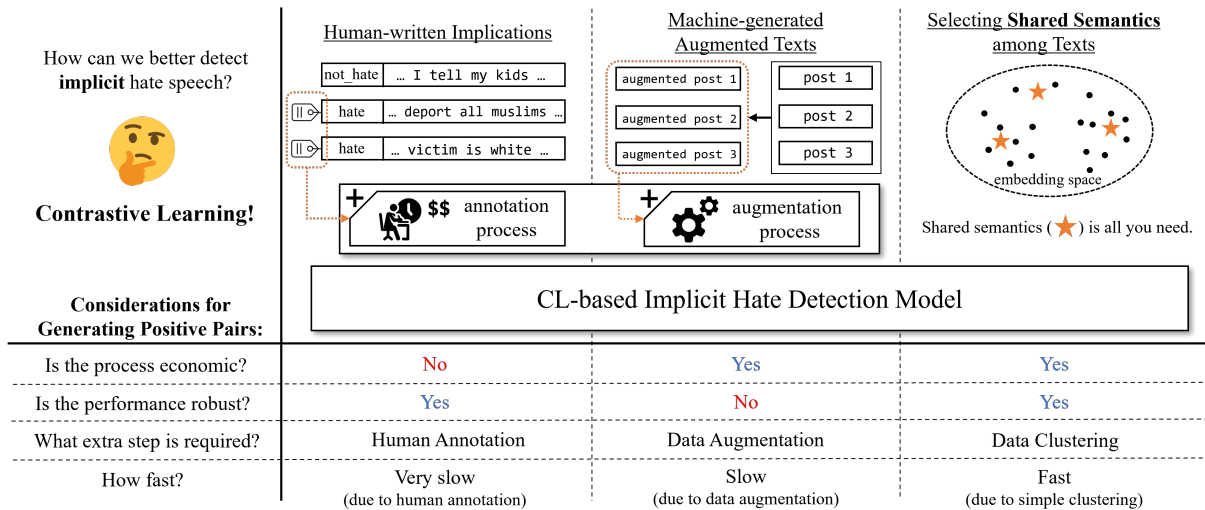 How can we better detect
implicit hate speech?
Contrastive Learning!
Human-written Implications
not_hate … I tell my kids …
hate … deport all muslims …
hate … victim is white …
+ $$ annotation
process
Machine-generated
Augmented Texts
augmented post 1 post 1
augmented post 2 post 2
augmented post 3 post 3
+ augmentation
process
Selecting Shared Semantics
among Texts
embedding space
Shared semantics ( ) is all you need.
CL-based Implicit Hate Detection Model
Considerations for
Generating Positive Pairs:
Is the process economic? No Yes Yes
Is the performance robust? Yes No Yes
What extra step is required? Human Annotation Data Augmentation Data Clustering
How fast? Very slow Slow Fast
(due to human annotation) (due to data augmentation) (due to simple clustering)